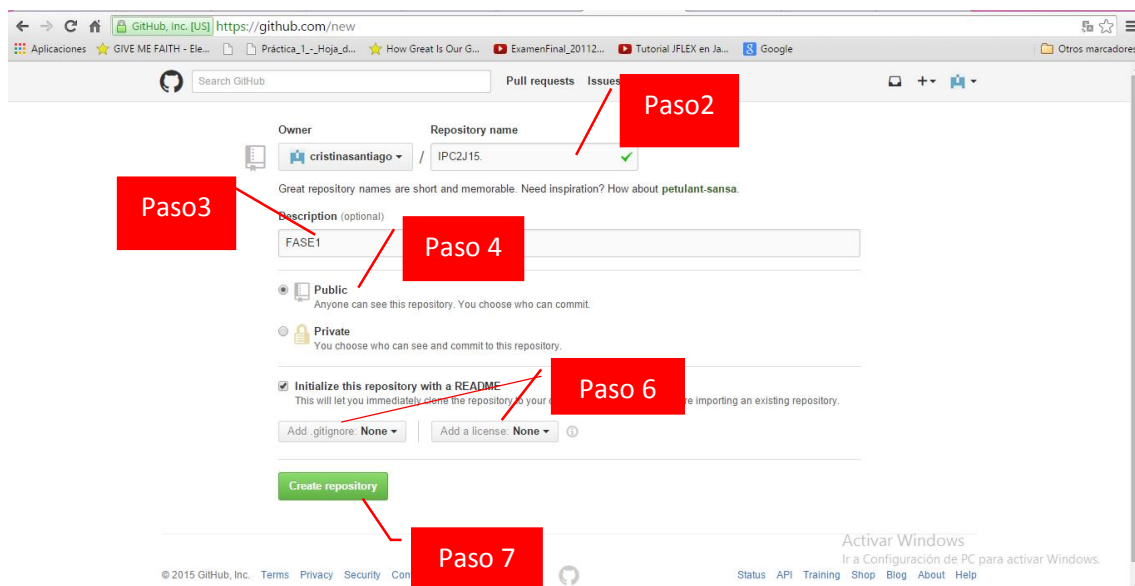 GitHub, Inc. [US] https://github.com/new
Aplicaciones GIVE ME FAITH - Ele... Práctica_1_-_Hoja_d... How Great Is Our G... ExamenFinal_20112... Tutorial JFLEX en Ja... Google Otros marcadores
Search GitHub Pull requests Issues
Paso2
Owner Repository name
cristinasantiago / IPC2J15.
Great repository names are short and memorable. Need inspiration? How about petulant-sansa.
Paso3
Description (optional)
FASE1
Paso 4
Public
Anyone can see this repository. You choose who can commit.
Private
You choose who can see and commit to this repository.
Initialize this repository with a README
This will let you immediately clone the repository to your importing an existing repository.
Paso 6
Add .gitignore: None Add a license: None
Create repository
Paso 7
Activar Windows
Ir a Configuración de PC para activar Windows.
© 2015 GitHub, Inc. Terms Privacy Security Status API Training Shop Blog About Help